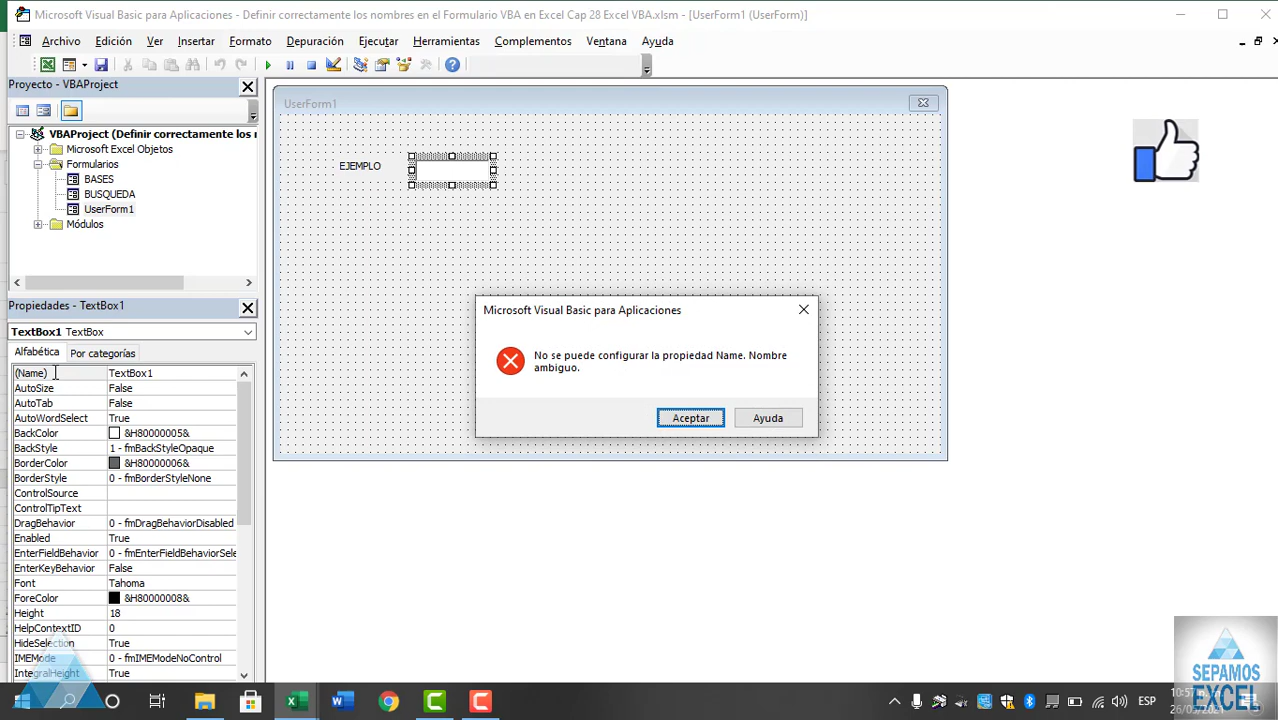 Microsoft Visual Basic para Aplicaciones - Definir correctamente los nombres en el Formulario VBA en Excel Cap 28 Excel VBA.xlsm - [UserForm1 (UserForm)]
Archivo Edición Ver Insertar Formato Depuración Ejecutar Herramientas Complementos Ventana Ayuda
Proyecto - VBAProject
VBAProject (Definir correctamente los
Microsoft Excel Objetos
Formularios
BASES
BUSQUEDA
UserForm1
Módulos
Propiedades - TextBox1
TextBox1 TextBox
Alfabética Por categorías
(Name) TextBox1
AutoSize False
AutoTab False
AutoWordSelect True
BackColor &H80000005&
BackStyle 1 - fmBackStyleOpaque
BorderColor &H80000006&
BorderStyle 0 - fmBorderStyleNone
ControlSource
ControlTipText
DragBehavior 0 - fmDragBehaviorDisabled
Enabled True
EnterFieldBehavior 0 - fmEnterFieldBehaviorSele
EnterKeyBehavior False
Font Tahoma
ForeColor &H80000008&
Height 18
HelpContextID 0
HideSelection True
IMEMode 0 - fmIMEModeNoControl
IntegralHeight True
UserForm1
EJEMPLO
Microsoft Visual Basic para Aplicaciones
No se puede configurar la propiedad Name. Nombre
ambiguo.
Aceptar Ayuda
SEPAMOS
EXCEL
ESP
26/05/2021